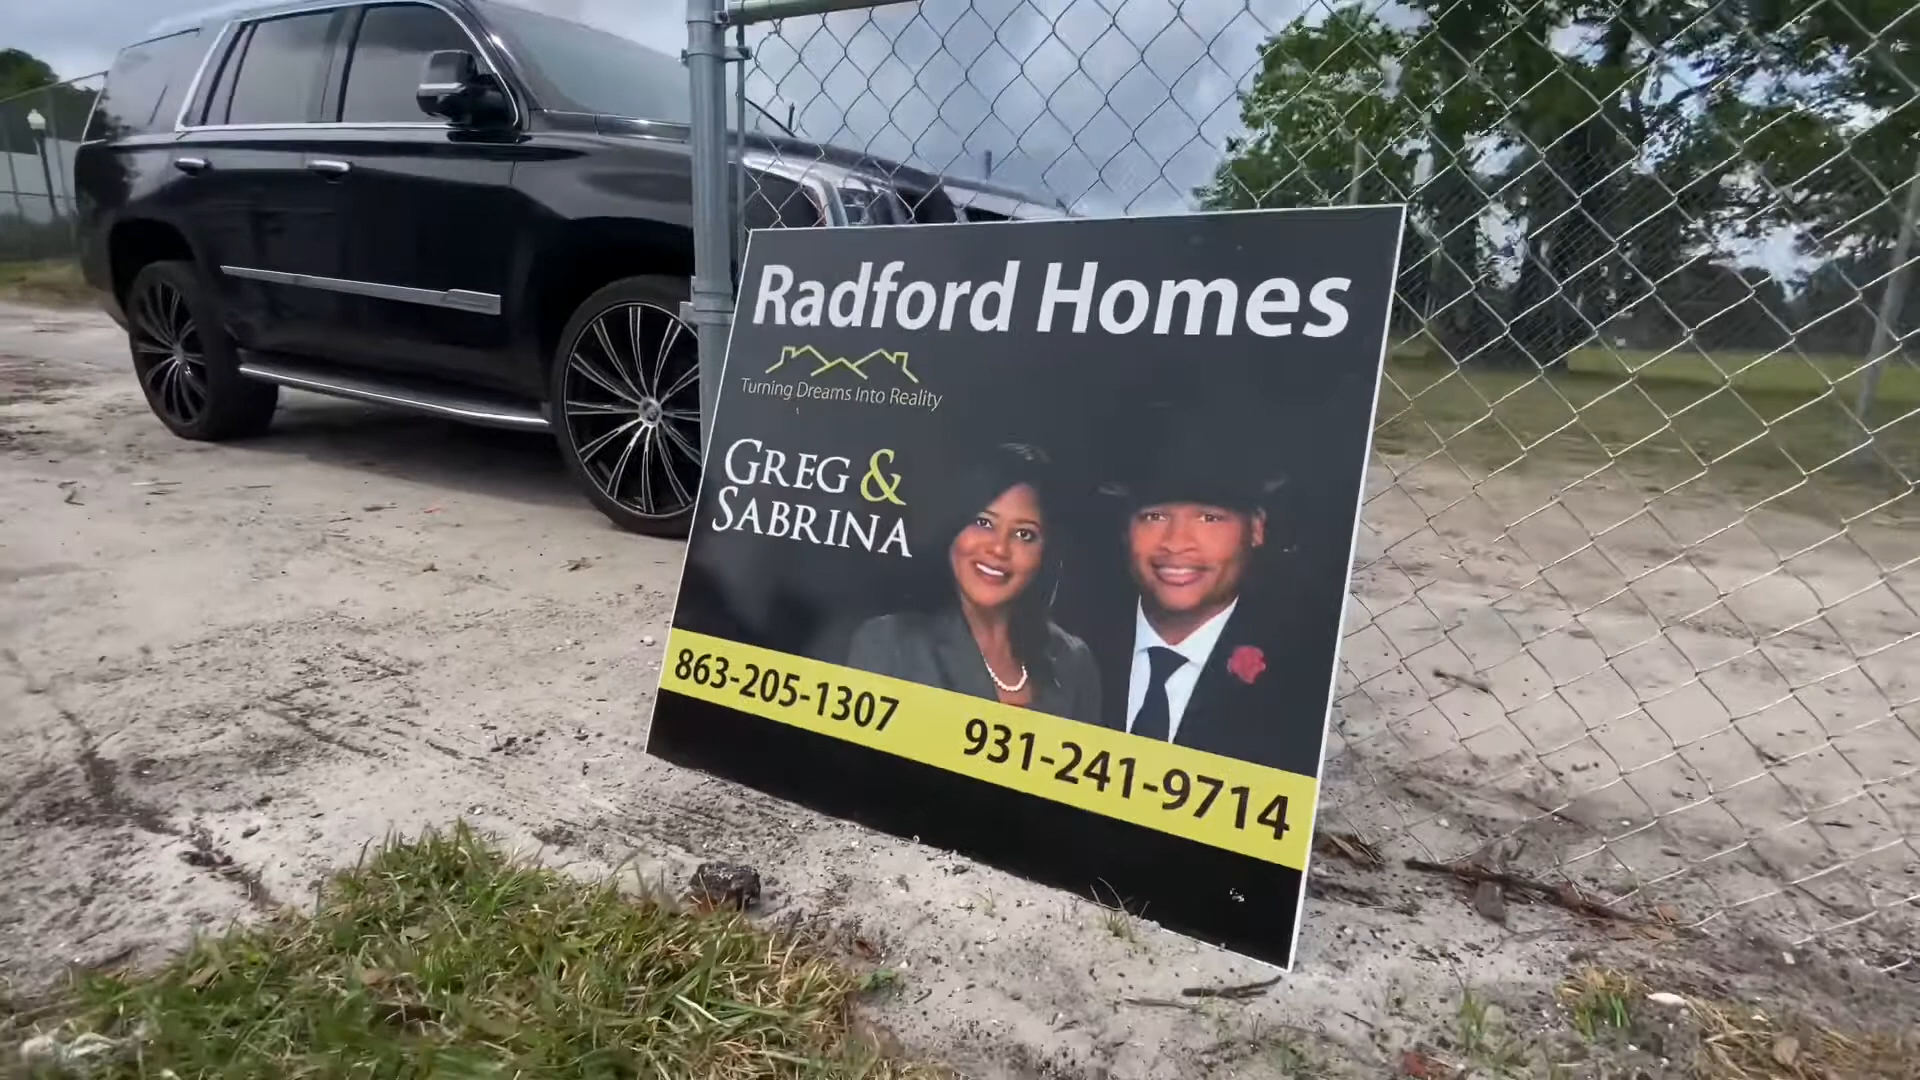 Radford Homes
Turning Dreams Into Reality
GREG &
SABRINA
863-205-1307
931-241-9714